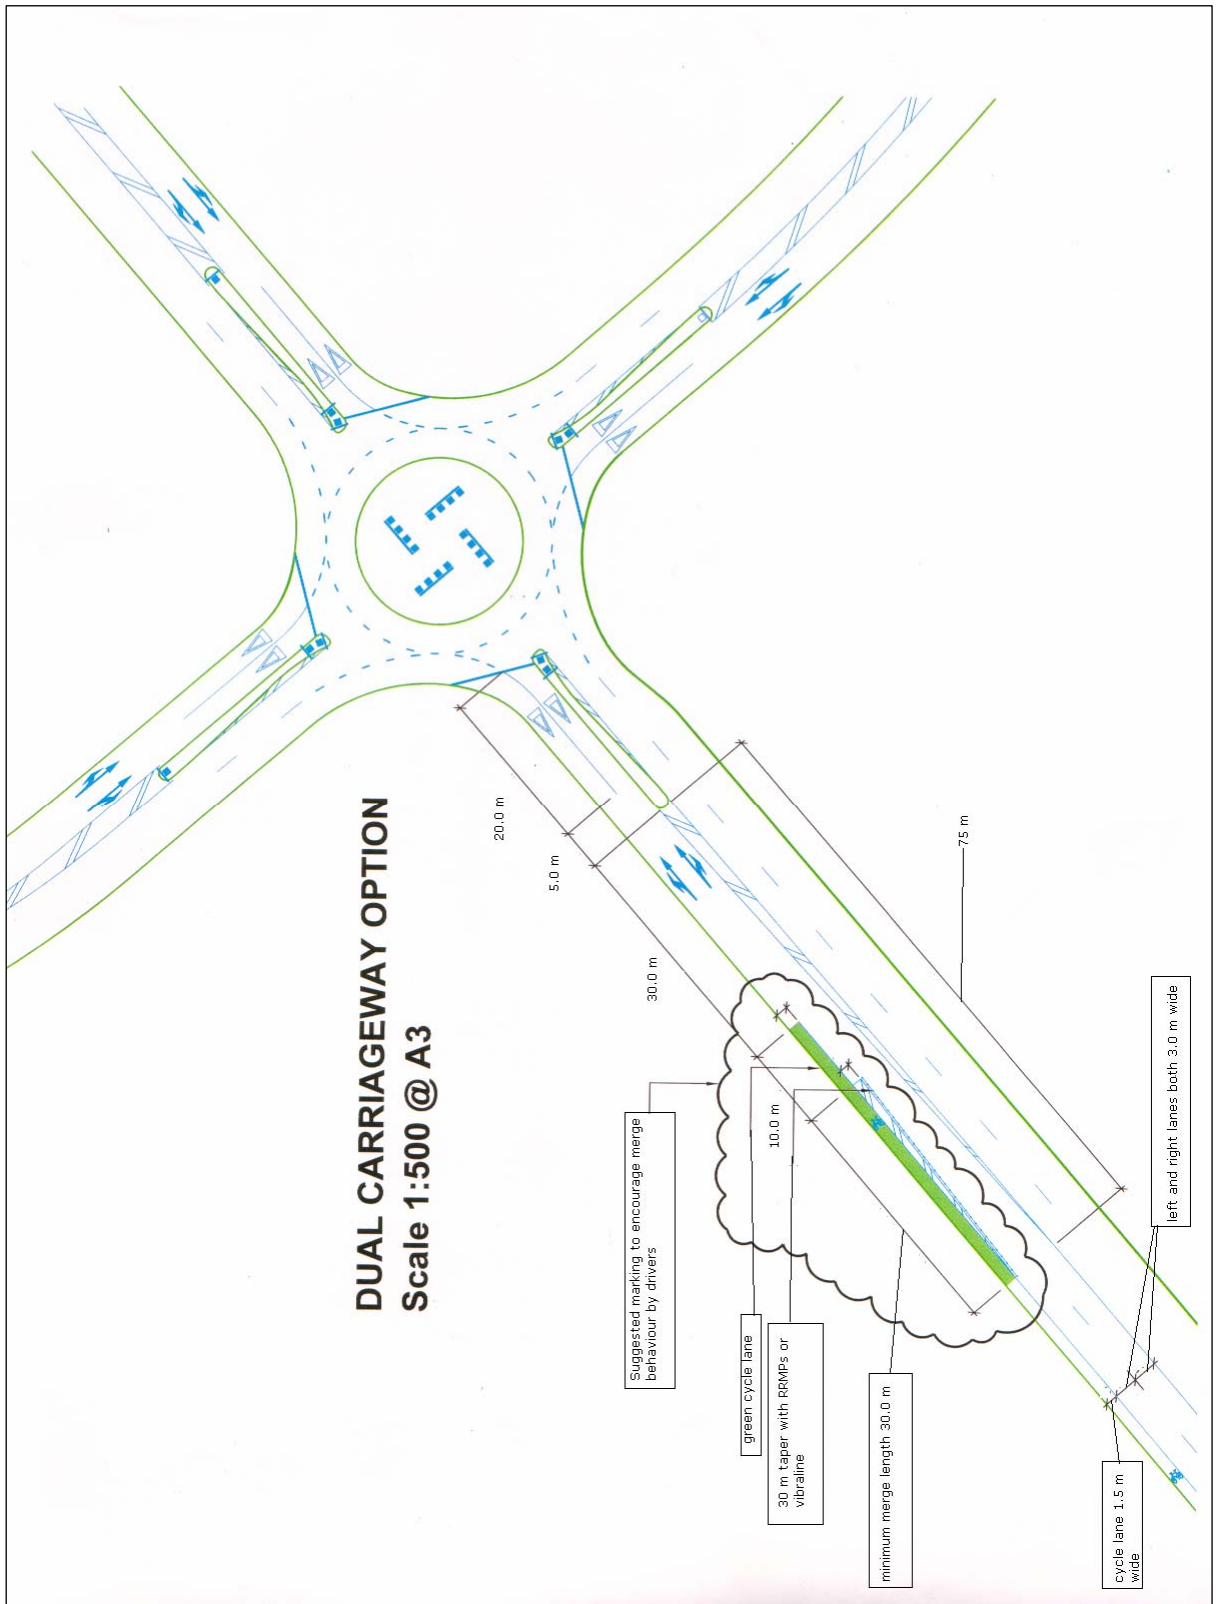 DUAL CARRIAGEWAY OPTION
Scale 1:500 @ A3
20.0 m
5.0 m
30.0 m
10.0 m
75 m
Suggested marking to encourage merge
behaviour by drivers
green cycle lane
30 m taper with RRMPs or
vibraline
minimum merge length 30.0 m
cycle lane 1.5 m
wide
left and right lanes both 3.0 m wide